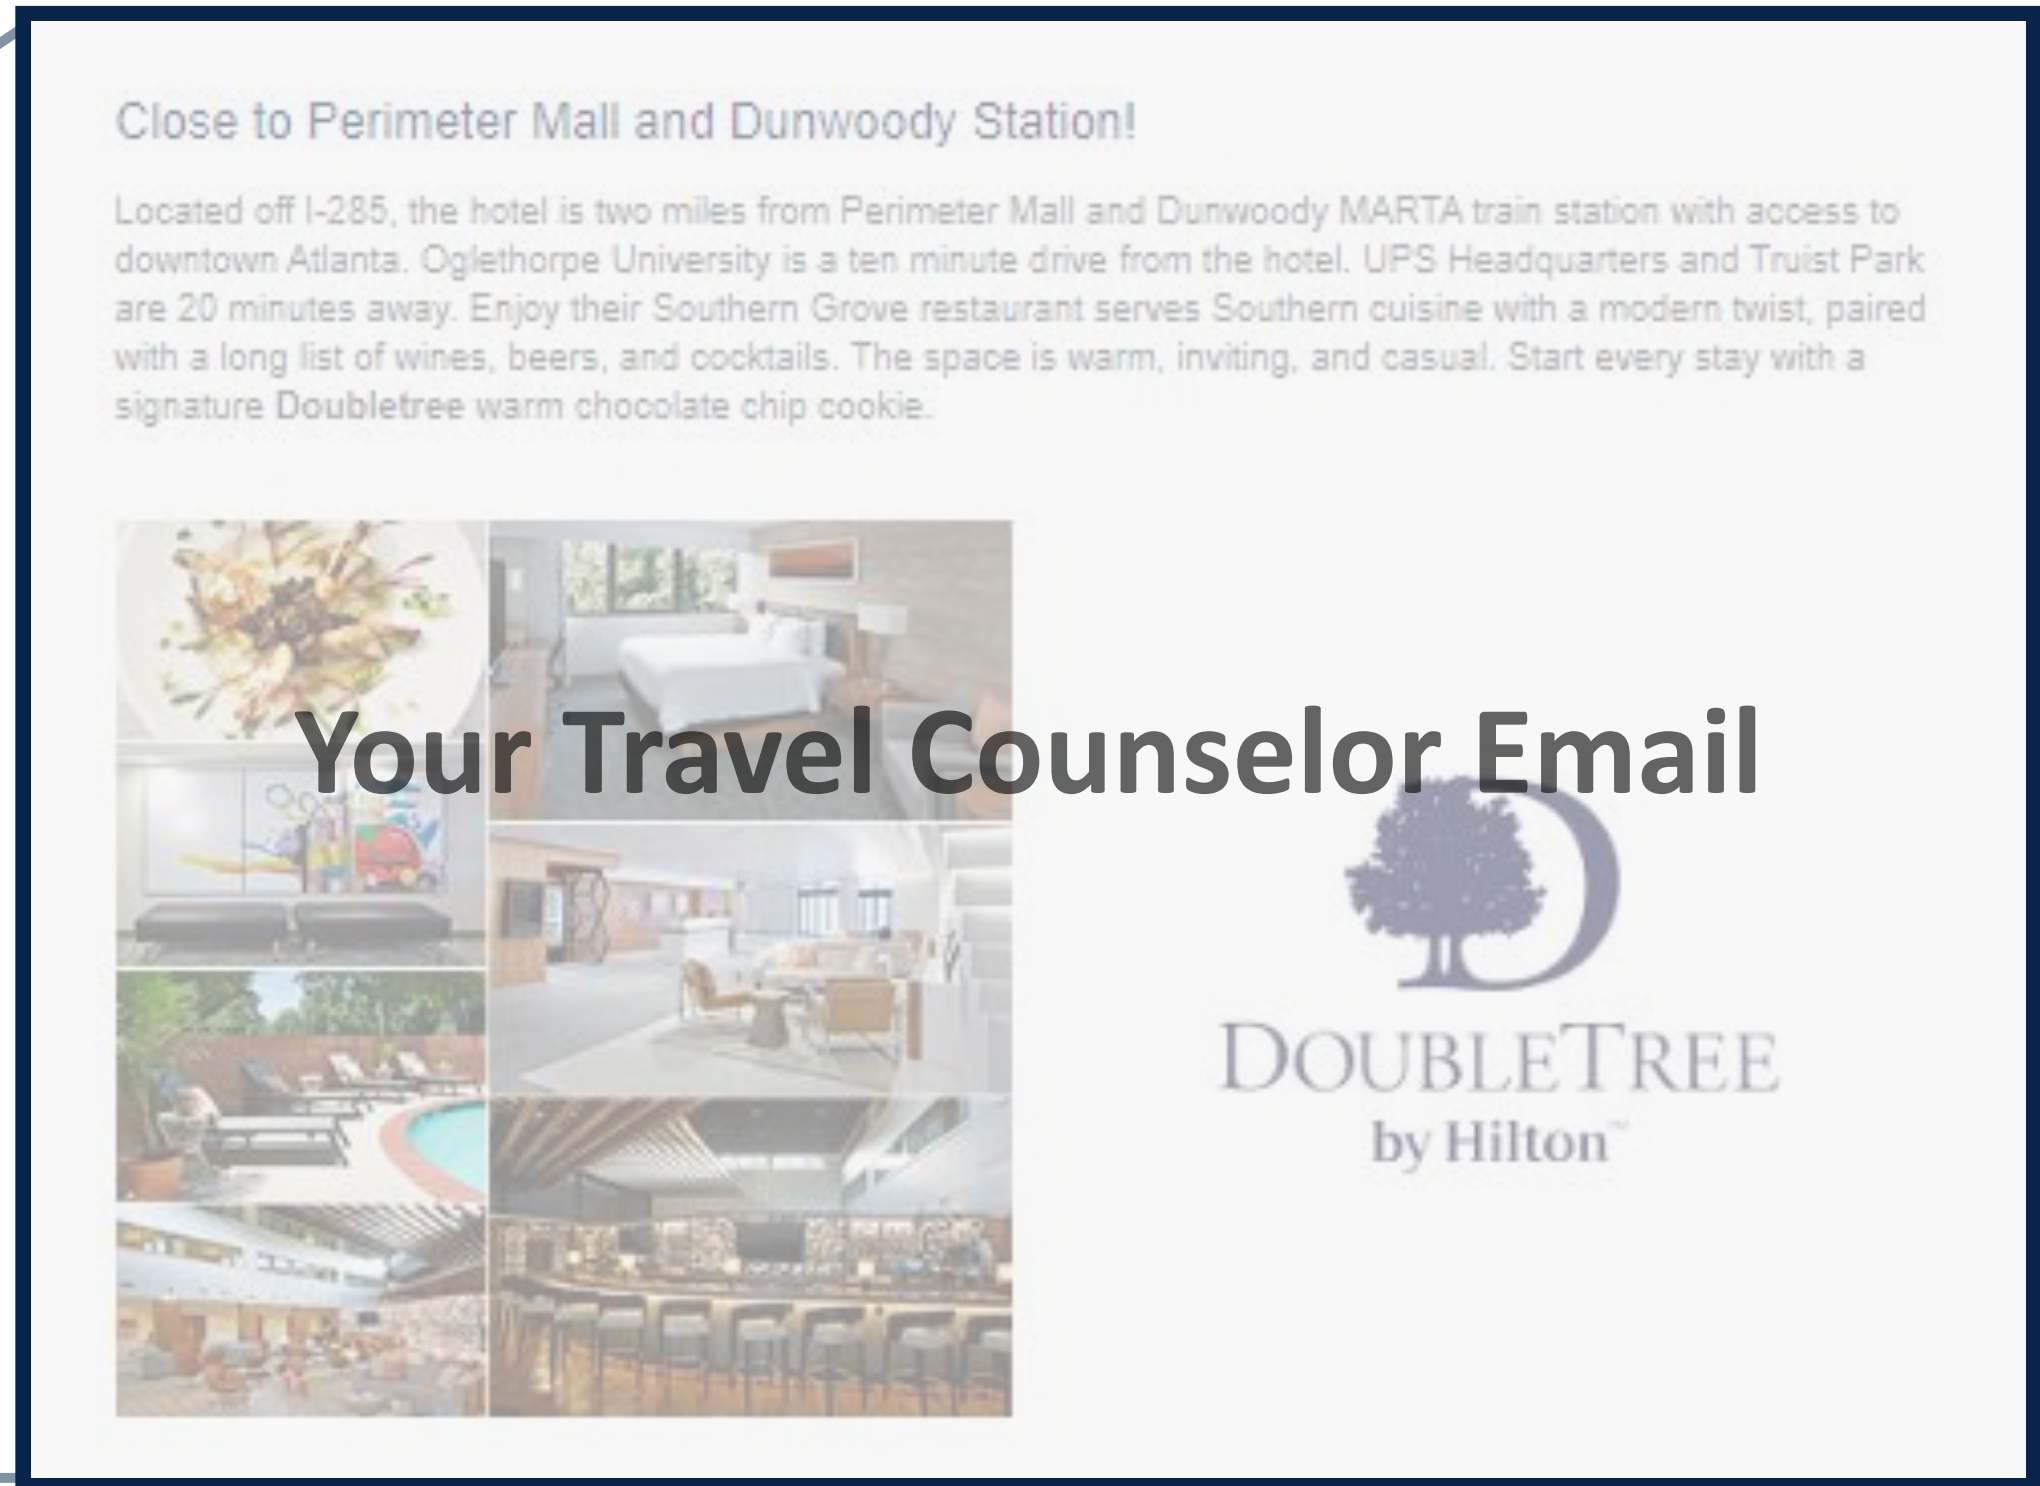 Close to Perimeter Mall and Dunwoody Station!
Located off I-285, the hotel is two miles from Perimeter Mall and Dunwoody MARTA train station with access to
downtown Atlanta. Oglethorpe University is a ten minute drive from the hotel. UPS Headquarters and Truist Park
are 20 minutes away. Enjoy their Southern Grove restaurant serves Southern cuisine with a modern twist, paired
with a long list of wines, beers, and cocktails. The space is warm, inviting, and casual. Start every stay with a
signature Doubletree warm chocolate chip cookie.
Your Travel Counselor Email
D
DOUBLETREE
by Hilton™